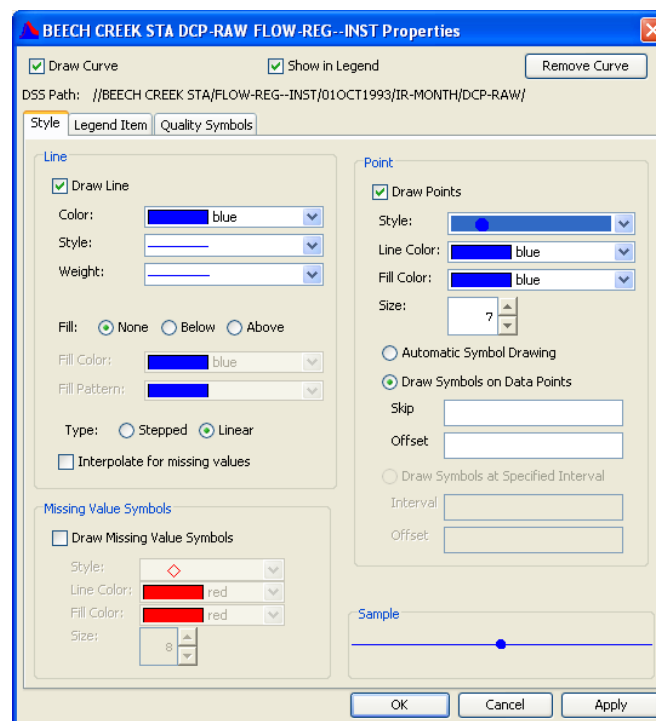 BEECH CREEK STA DCP-RAW FLOW-REG--INST Properties
Draw Curve
Show in Legend
Remove Curve
DSS Path: //BEECH CREEK STA/FLOW-REG--INST/01OCT1993/IR-MONTH/DCP-RAW/
Style
Legend Item
Quality Symbols
Line
Draw Line
Color: blue
Style:
Weight:
Fill: None Below Above
Fill Color: blue
Fill Pattern:
Type: Stepped Linear
Interpolate for missing values
Missing Value Symbols
Draw Missing Value Symbols
Style:
Line Color: red
Fill Color: red
Size: 8
Point
Draw Points
Style:
Line Color: blue
Fill Color: blue
Size: 7
Automatic Symbol Drawing
Draw Symbols on Data Points
Skip
Offset
Draw Symbols at Specified Interval
Interval
Offset
Sample
OK
Cancel
Apply